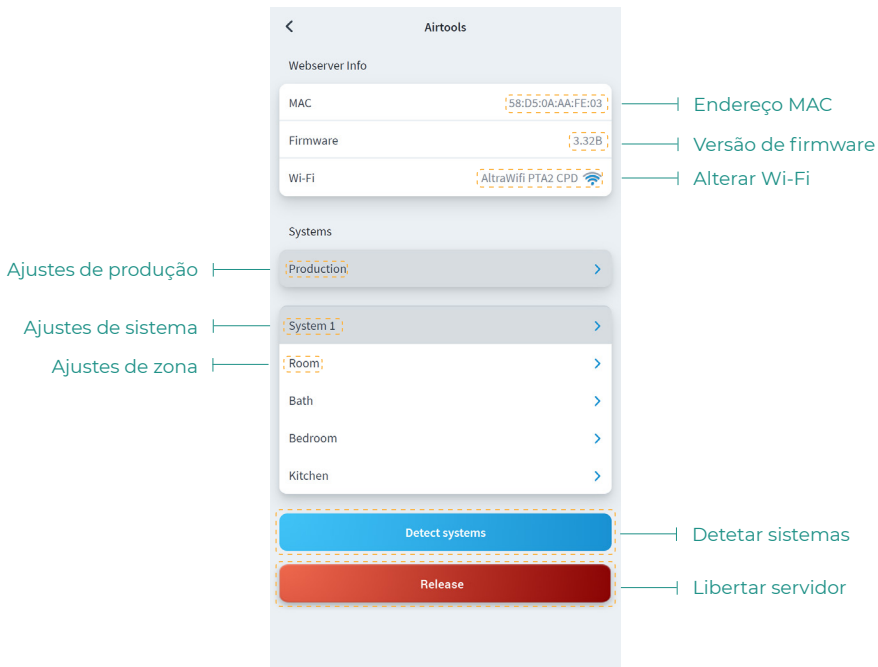 Airtools
Webserver Info
MAC 58:D5:0A:AA:FE:03 Endereço MAC
Firmware 3.32B Versão de firmware
Wi-Fi AltraWifi PTA2 CPD Alterar Wi-Fi
Systems
Ajustes de produção Production
Ajustes de sistema System 1
Ajustes de zona Room
Bath
Bedroom
Kitchen
Detect systems Detetar sistemas
Release Libertar servidor